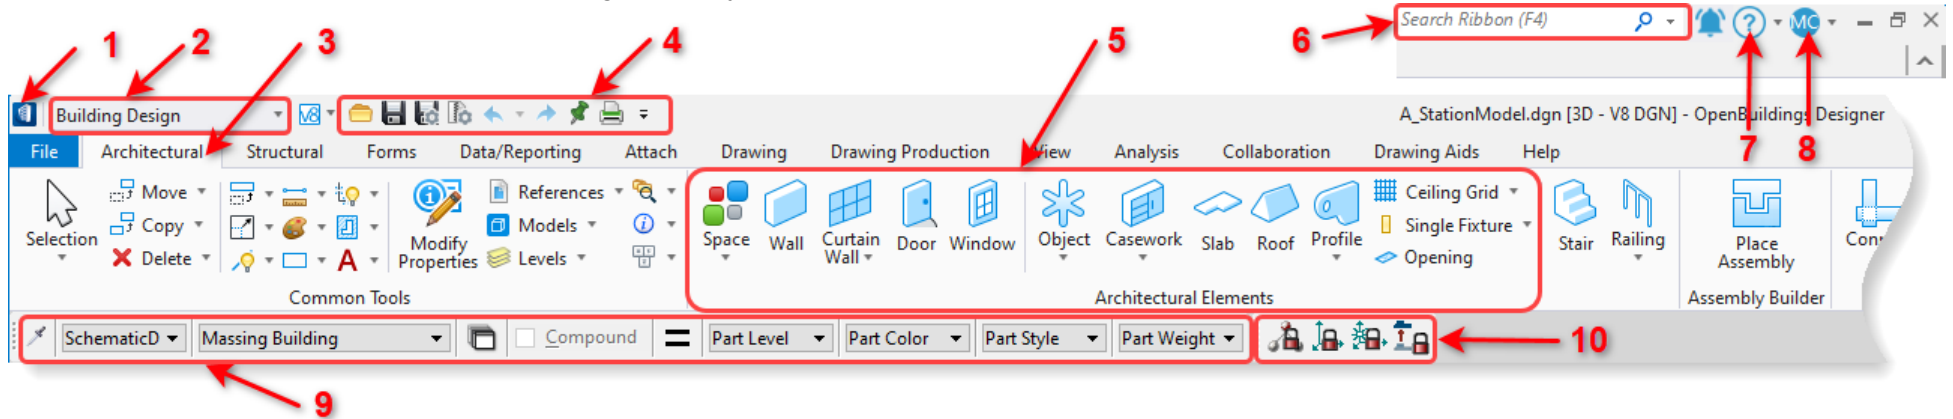 1 2 3 4 5 6 Search Ribbon (F4) ? MC
Building Design V8 A_StationModel.dgn [3D - V8 DGN] - OpenBuildings Designer
File Architectural Structural Forms Data/Reporting Attach Drawing Drawing Production View Analysis Collaboration Drawing Aids Help 7 8
Move References Ceiling Grid
Copy Models Single Fixture
Selection Modify Space Wall Curtain Door Window Object Casework Slab Roof Profile Stair Railing Place
Delete A Properties Levels Wall Opening Assembly
Common Tools Architectural Elements Assembly Builder
SchematicD Massing Building Compound Part Level Part Color Part Style Part Weight 10
9